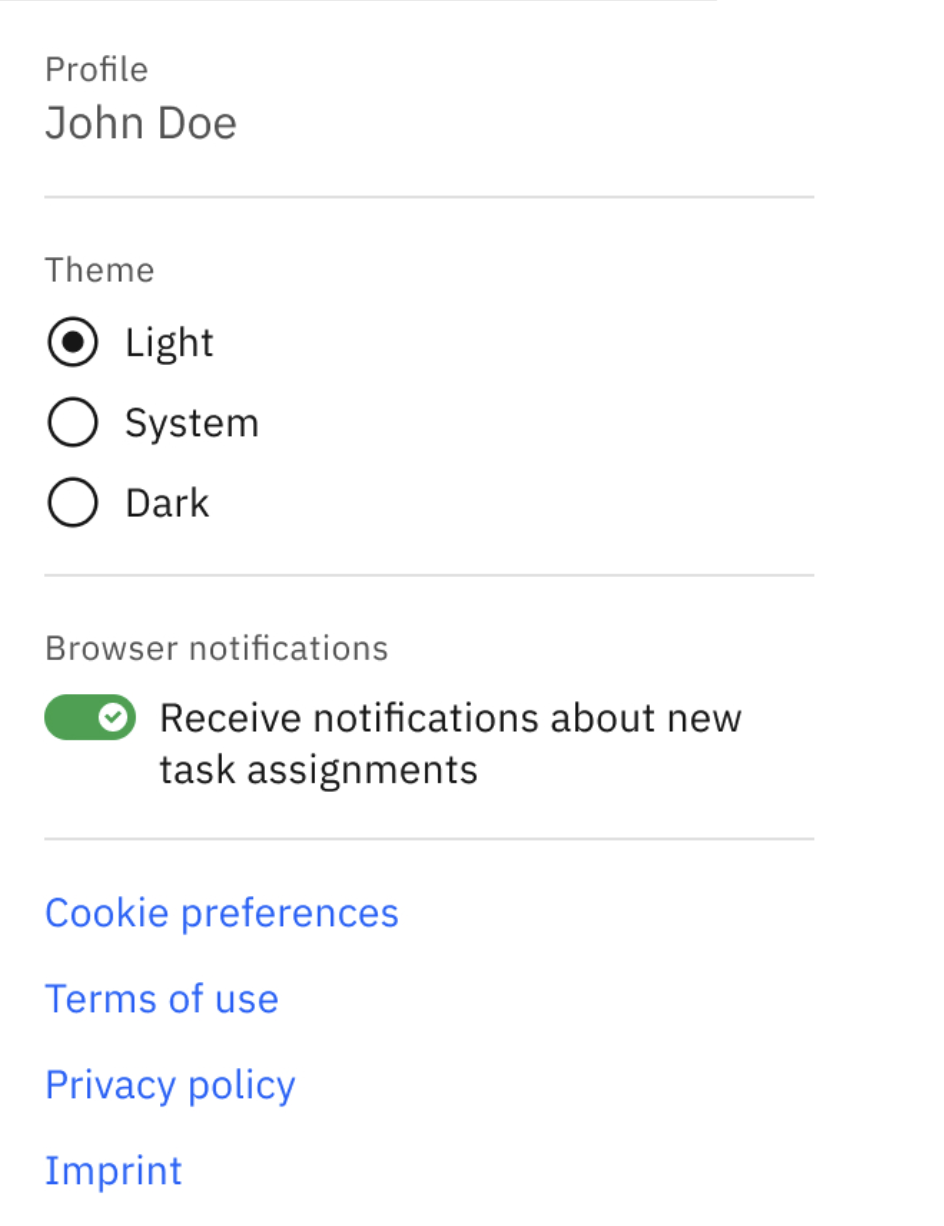 Profile
John Doe
Theme
Light
System
Dark
Browser notifications
Receive notifications about new
task assignments
Cookie preferences
Terms of use
Privacy policy
Imprint